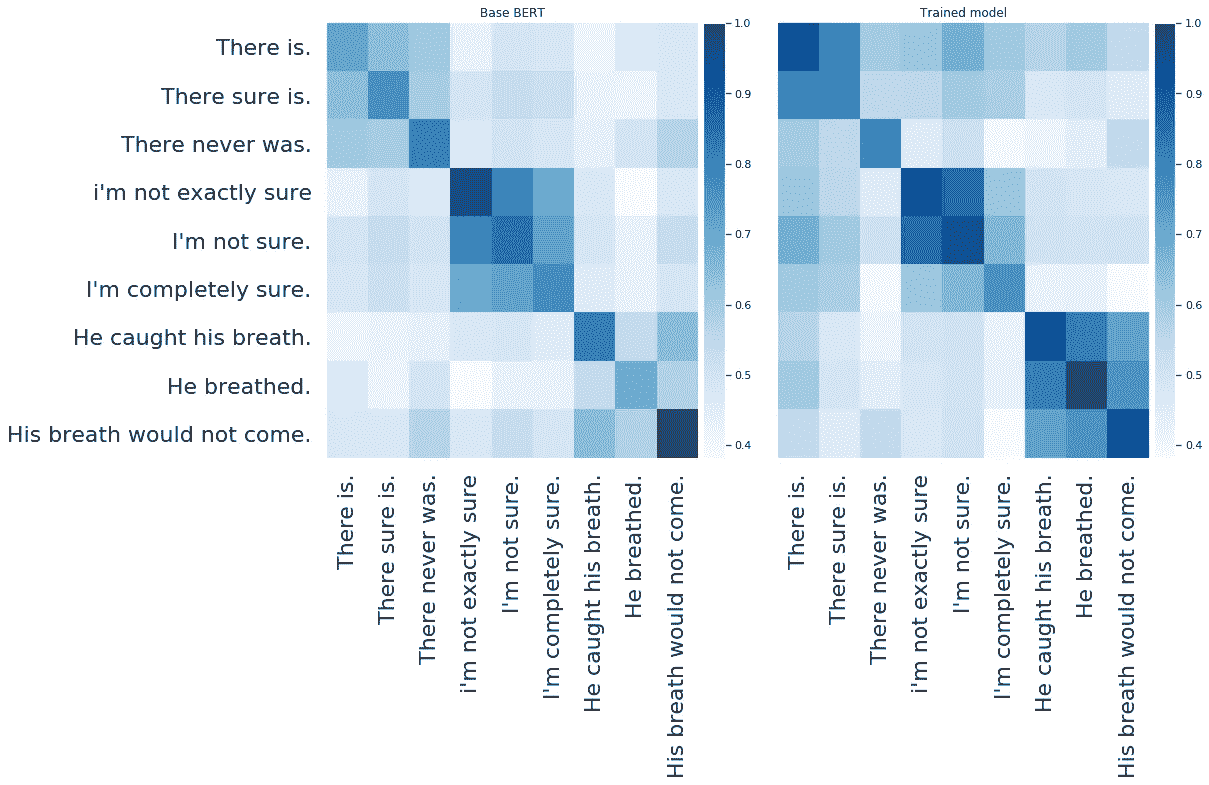 Base BERT
Trained model
There is.
There sure is.
There never was.
i'm not exactly sure
I'm not sure.
I'm completely sure.
He caught his breath.
He breathed.
His breath would not come.
1.0
0.9
0.8
0.7
0.6
0.5
0.4
1.0
0.9
0.8
0.7
0.6
0.5
0.4
There is.
There sure is.
There never was.
i'm not exactly sure
I'm not sure.
I'm completely sure.
He caught his breath.
He breathed.
His breath would not come.
There is.
There sure is.
There never was.
i'm not exactly sure
I'm not sure.
I'm completely sure.
He caught his breath.
He breathed.
His breath would not come.